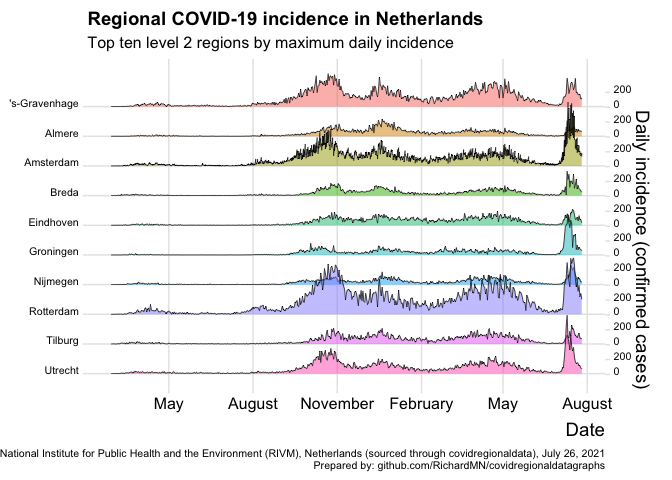 Regional COVID-19 incidence in Netherlands
Top ten level 2 regions by maximum daily incidence
's-Gravenhage
Almere
Amsterdam
Breda
Eindhoven
Groningen
Nijmegen
Rotterdam
Tilburg
Utrecht
200
0
200
0
200
0
200
0
200
0
200
0
200
0
200
0
200
0
200
0
Daily incidence (confirmed cases)
May August November February May August
Date
National Institute for Public Health and the Environment (RIVM), Netherlands (sourced through covidregionaldata), July 26, 2021
Prepared by: github.com/RichardMN/covidregionaldatagraphs